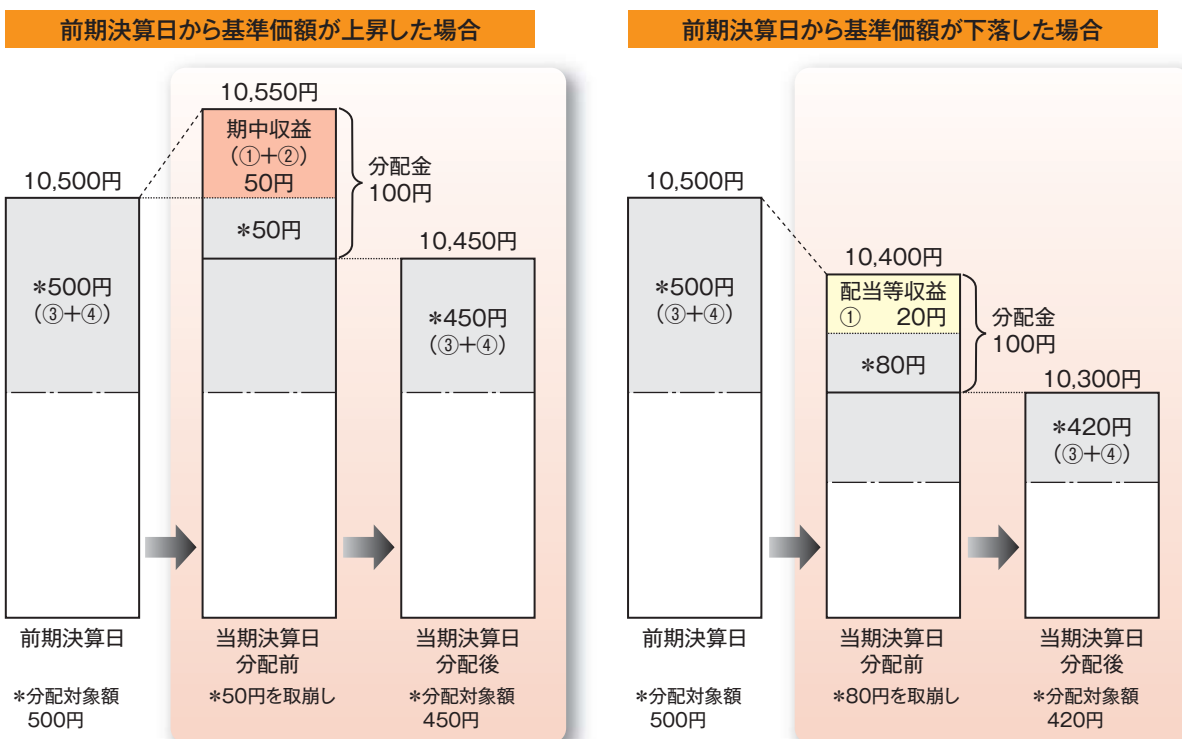 前期決算日から基準価額が上昇した場合
10,550円
期中収益
(①+②)
50円
分配金
100円
10,500円
*50円
10,450円
*500円
(③+④)
*450円
(③+④)
前期決算日
当期決算日
分配前
当期決算日
分配後
*分配対象額
500円
*50円を取崩し
*分配対象額
450円
前期決算日から基準価額が下落した場合
10,500円
10,400円
*500円
(③+④)
配当等収益
① 20円
分配金
100円
*80円
10,300円
*420円
(③+④)
前期決算日
当期決算日
分配前
当期決算日
分配後
*分配対象額
500円
*80円を取崩し
*分配対象額
420円